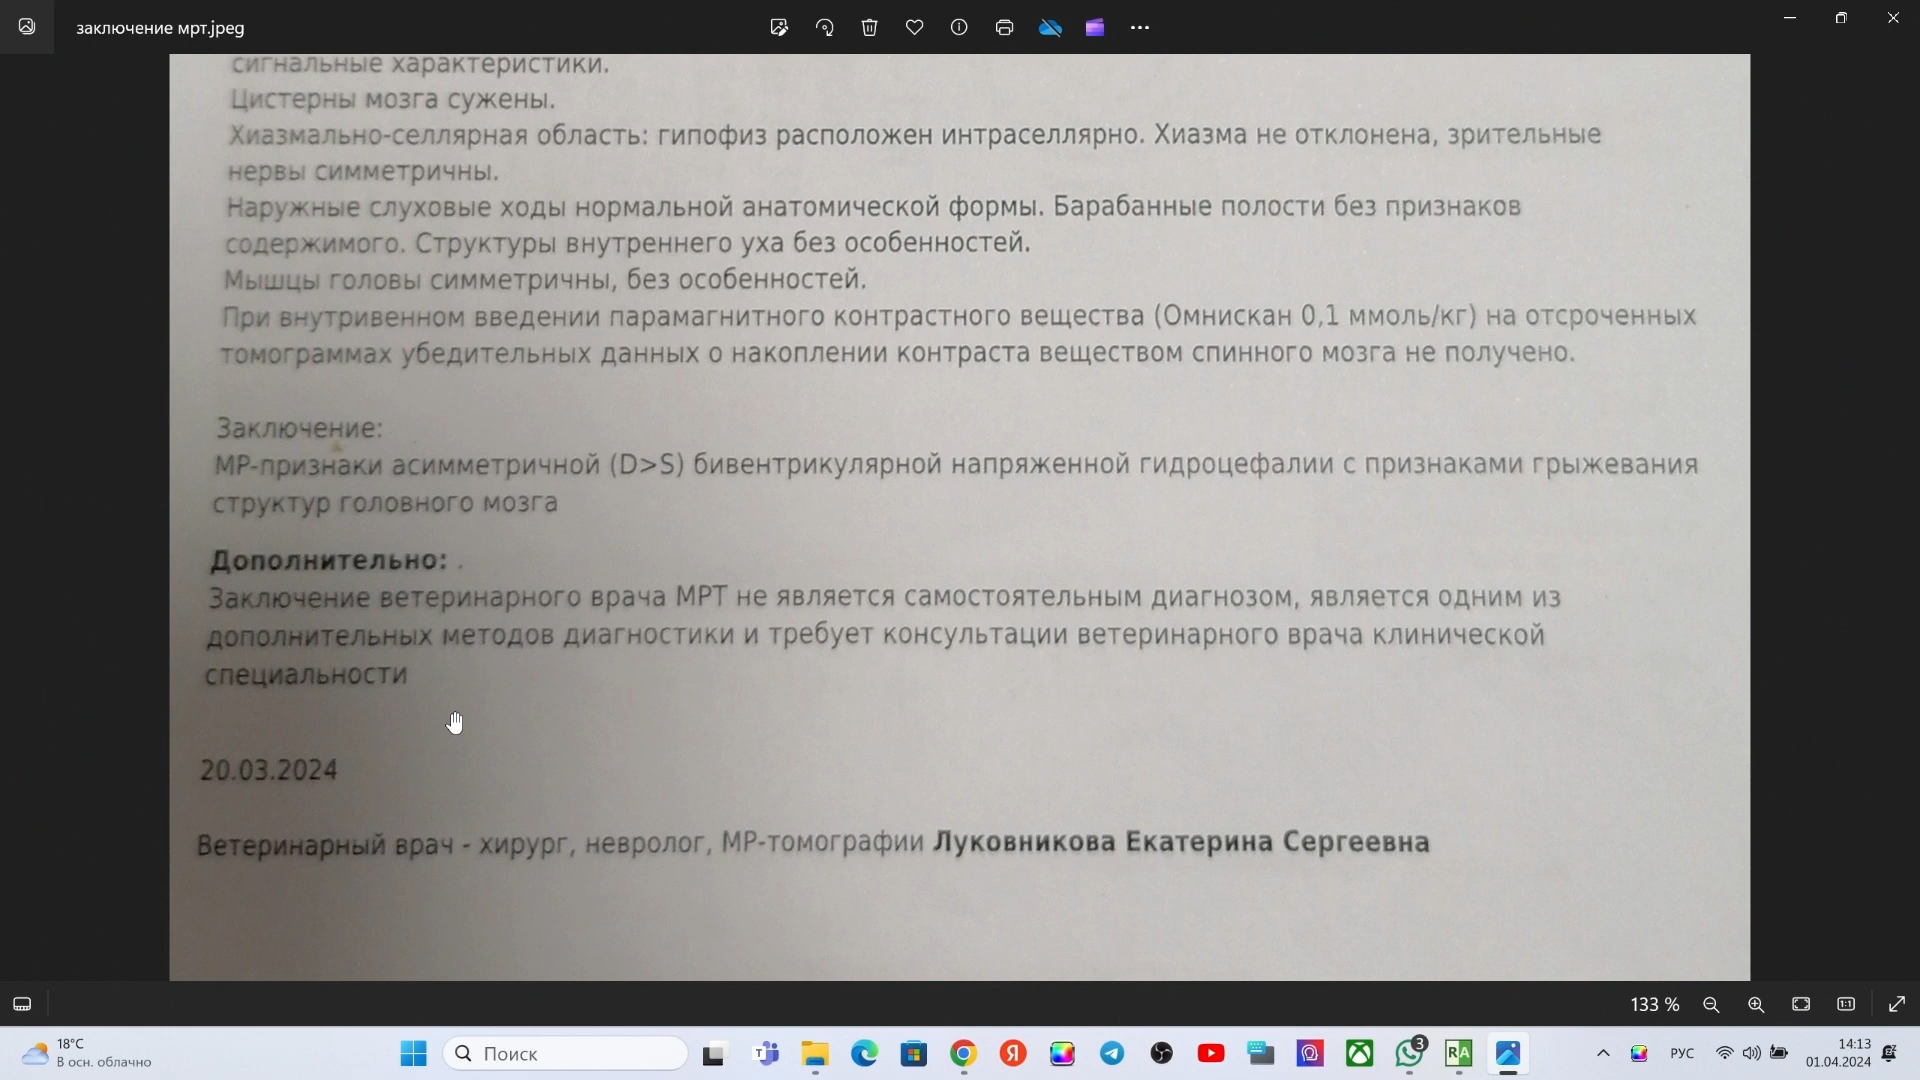 заключение мрт.jpeg
сигнальные характеристики.
Цистерны мозга сужены.
Хиазмально-селлярная область: гипофиз расположен интраселлярно. Хиазма не отклонена, зрительные
нервы симметричны.
Наружные слуховые ходы нормальной анатомической формы. Барабанные полости без признаков
содержимого. Структуры внутреннего уха без особенностей.
Мышцы головы симметричны, без особенностей.
При внутривенном введении парамагнитного контрастного вещества (Омнискан 0,1 ммоль/кг) на отсроченных
томограммах убедительных данных о накоплении контраста веществом спинного мозга не получено.
Заключение:
МР-признаки асимметричной (D>S) бивентрикулярной напряженной гидроцефалии с признаками грыжевания
структур головного мозга
Дополнительно: .
Заключение ветеринарного врача МРТ не является самостоятельным диагнозом, является одним из
дополнительных методов диагностики и требует консультации ветеринарного врача клинической
специальности
20.03.2024
Ветеринарный врач - хирург, невролог, МР-томографии Луковникова Екатерина Сергеевна
133 %
1:1
18°C
В осн. облачно
Поиск
T
Я
3
RA
РУС
14:13
01.04.2024